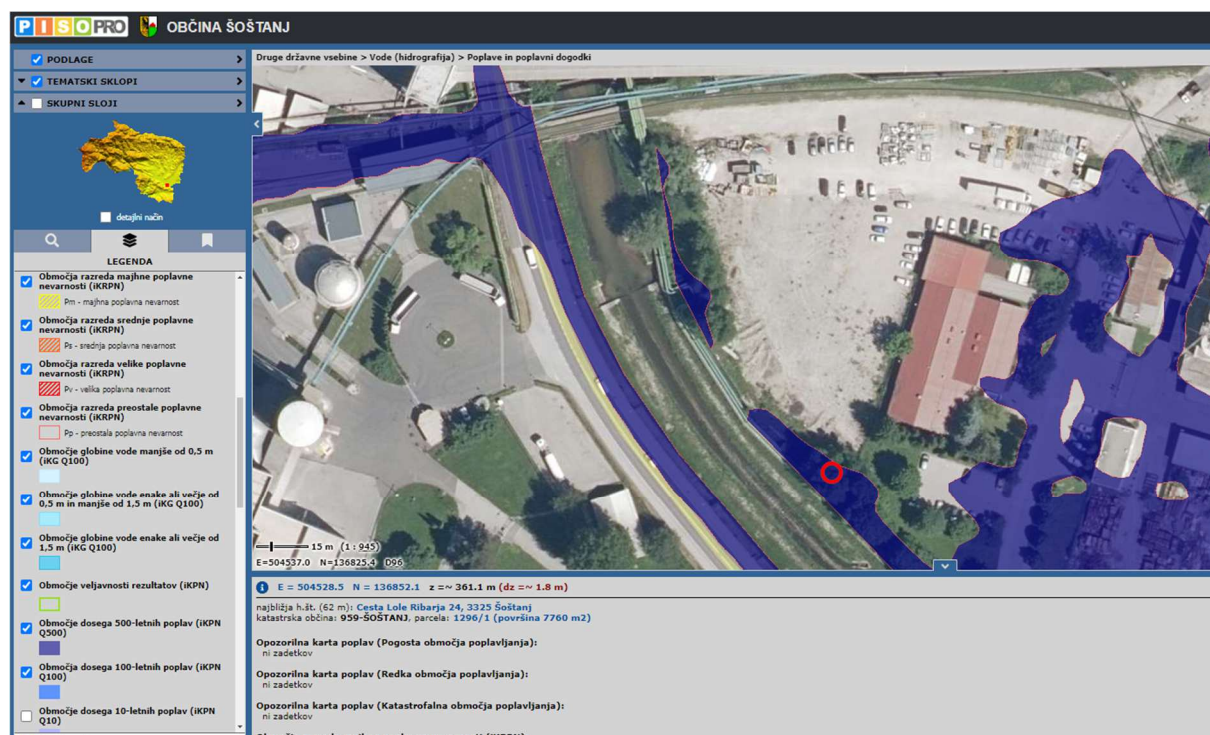 PISO PRO OBČINA ŠOŠTANJ
PODLAGE
TEMATSKI SKLOPI
SKUPNI SLOJI
detajlni način
LEGENDA
Območja razreda majhne poplavne
nevarnosti (iKRPN)
Pm - majhna poplavna nevarnost
Območja razreda srednje poplavne
nevarnosti (iKRPN)
Ps - srednja poplavna nevarnost
Območja razreda velike poplavne
nevarnosti (iKRPN)
Pv - velika poplavna nevarnost
Območja razreda preostale poplavne
nevarnosti (iKRPN)
Pp - preostala poplavna nevarnost
Območje globine vode manjše od 0,5 m
(iKG Q100)
Območje globine vode enake ali večje od
0,5 m in manjše od 1,5 m (iKG Q100)
Območje globine vode enake ali večje od
1,5 m (iKG Q100)
Območje veljavnosti rezultatov (iKPN)
Območja dosega 500-letnih poplav (iKPN
Q500)
Območja dosega 100-letnih poplav (iKPN
Q100)
Območje dosega 10-letnih poplav (iKPN
Q10)
Druge državne vsebine > Vode (hidrografija) > Poplave in poplavni dogodki
15 m (1 : 945)
E=504537.0 N=136825.4 D96
E = 504528.5 N = 136852.1 z =~ 361.1 m (dz =~ 1.8 m)
najbližja h.št. (62 m): Cesta Lole Ribarja 24, 3325 Šoštanj
katastrska občina: 959-ŠOŠTANJ, parcela: 1296/1 (površina 7760 m2)
Opozorilna karta poplav (Pogosta območja poplavljanja):
ni zadetkov
Opozorilna karta poplav (Redka območja poplavljanja):
ni zadetkov
Opozorilna karta poplav (Katastrofalna območja poplavljanja):
ni zadetkov